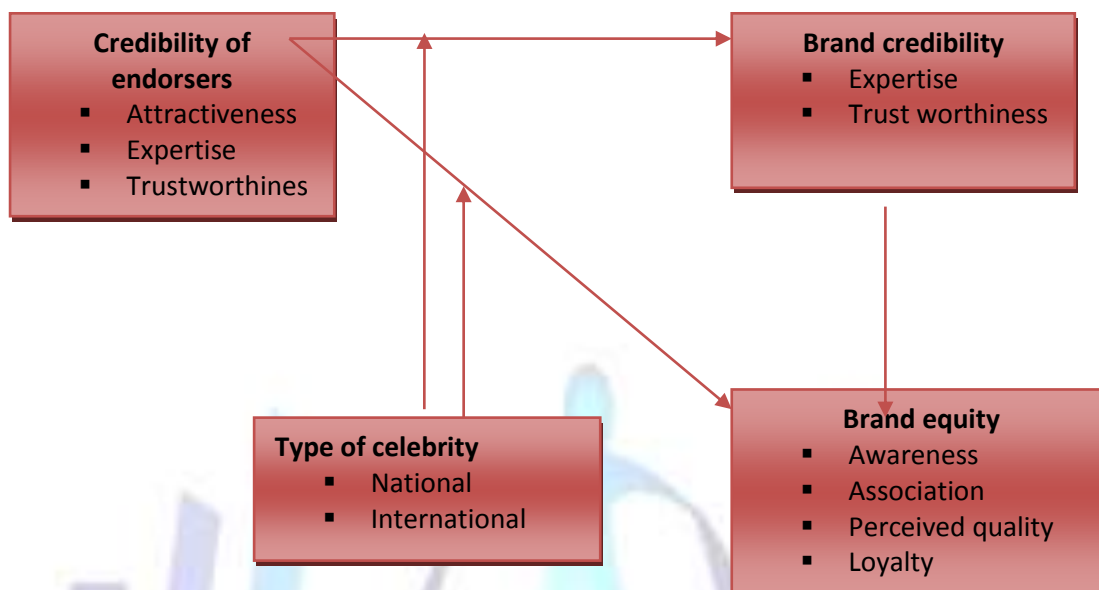 Credibility of
endorsers
▪ Attractiveness
▪ Expertise
▪ Trustworthines
Brand credibility
▪ Expertise
▪ Trust worthiness
Type of celebrity
▪ National
▪ International
Brand equity
▪ Awareness
▪ Association
▪ Perceived quality
▪ Loyalty